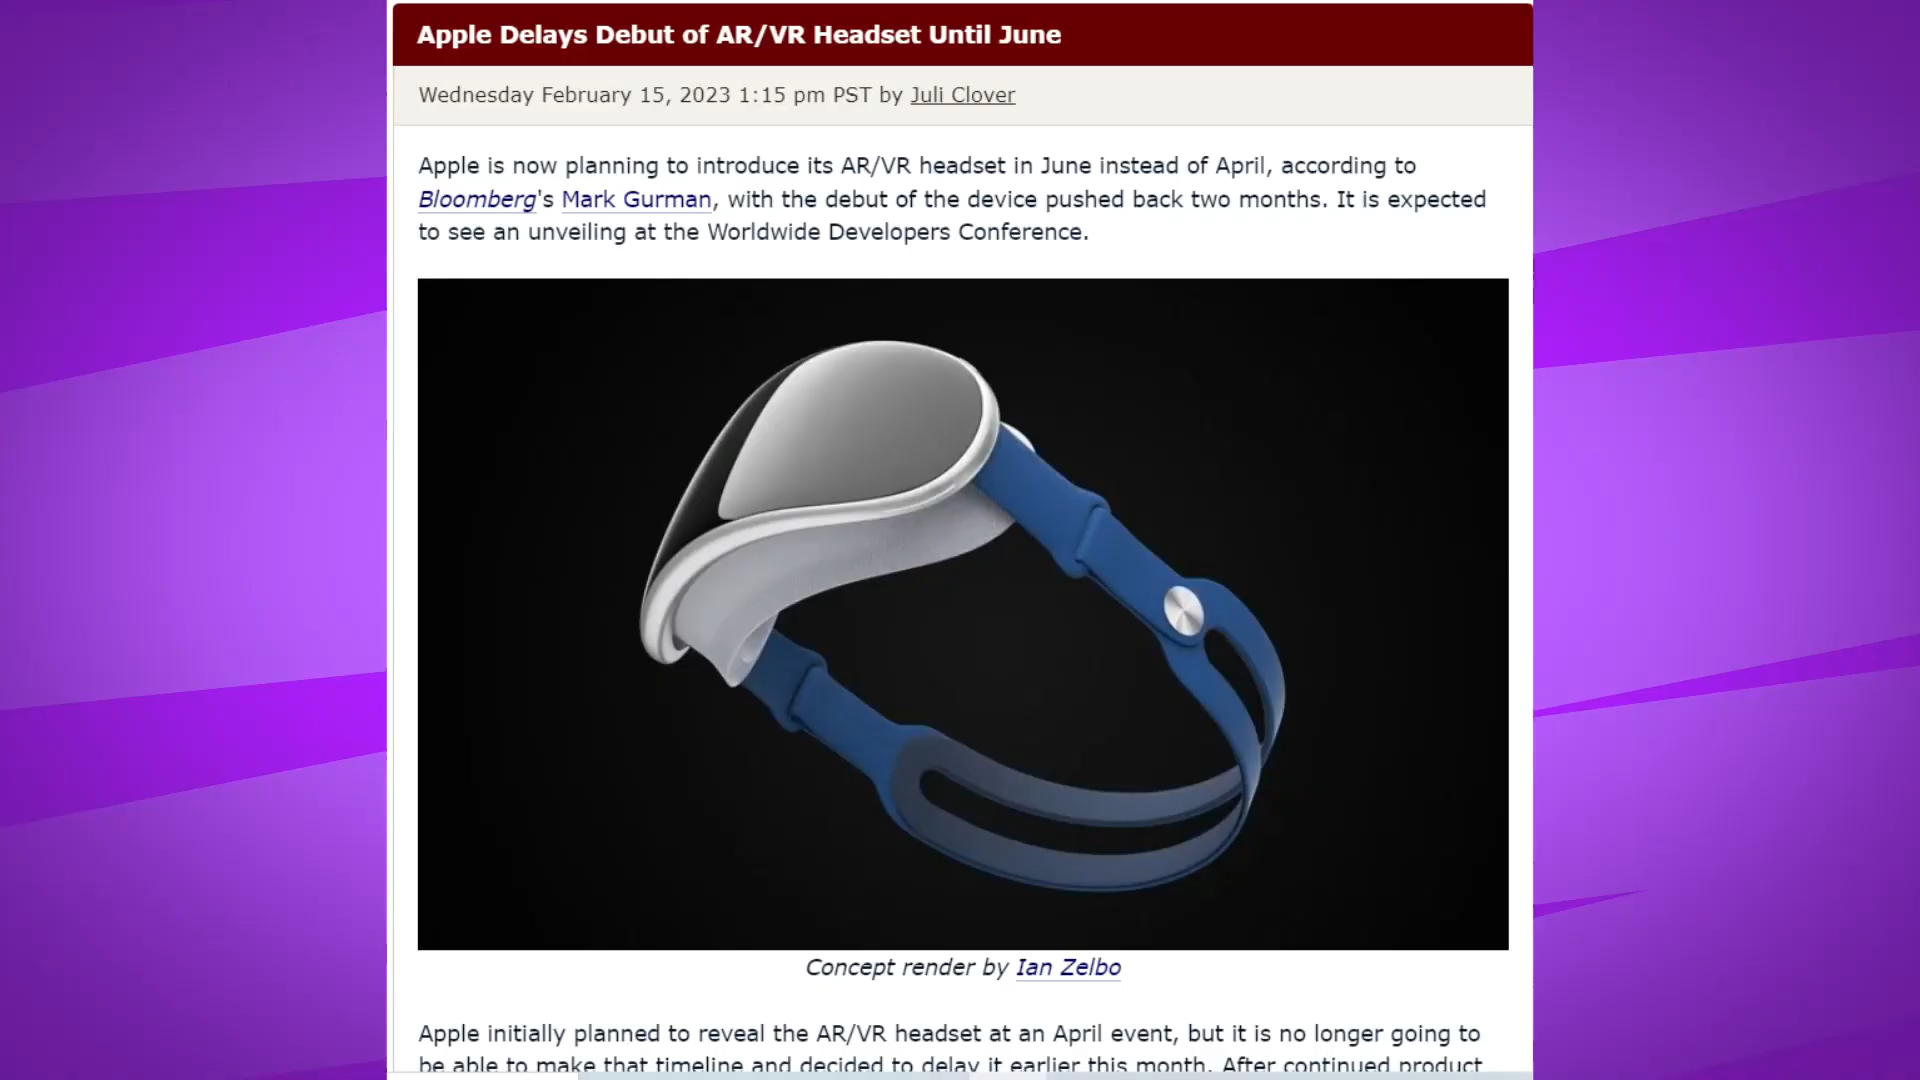 Apple Delays Debut of AR/VR Headset Until June
Wednesday February 15, 2023 1:15 pm PST by Juli Clover
Apple is now planning to introduce its AR/VR headset in June instead of April, according to
Bloomberg's Mark Gurman, with the debut of the device pushed back two months. It is expected
to see an unveiling at the Worldwide Developers Conference.
Concept render by Ian Zelbo
Apple initially planned to reveal the AR/VR headset at an April event, but it is no longer going to
be able to make that timeline and decided to delay it earlier this month. After continued product